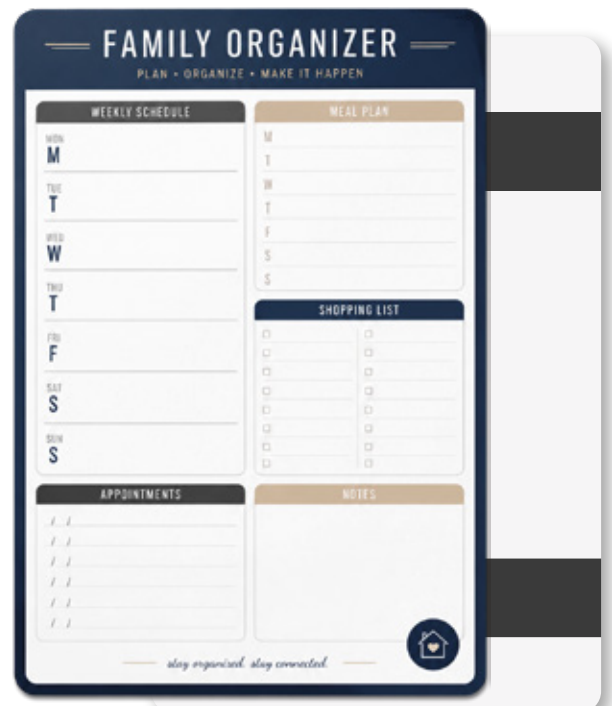 FAMILY ORGANIZER
PLAN • ORGANIZE • MAKE IT HAPPEN
WEEKLY SCHEDULE
MON
M
TUE
T
WED
W
THU
T
FRI
F
SAT
S
SUN
S
MEAL PLAN
M
T
W
T
F
S
S
SHOPPING LIST
APPOINTMENTS
/ /
/ /
/ /
/ /
/ /
/ /
NOTES
stay organized. stay connected.